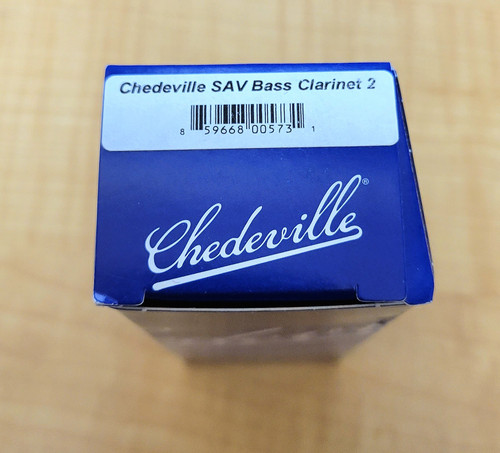 Chedeville SAV Bass Clarinet 2
8 59668 00573 1
Chedeville®